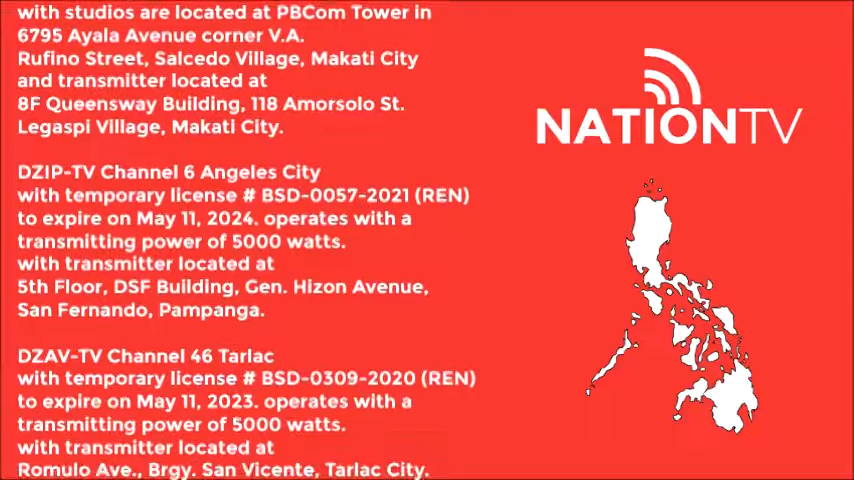 with studios are located at PBCom Tower in
6795 Ayala Avenue corner V.A.
Rufino Street, Salcedo Village, Makati City
and transmitter located at
8F Queensway Building, 118 Amorsolo St.
Legaspi Village, Makati City.
DZIP-TV Channel 6 Angeles City
with temporary license # BSD-0057-2021 (REN)
to expire on May 11, 2024. operates with a
transmitting power of 5000 watts.
with transmitter located at
5th Floor, DSF Building, Gen. Hizon Avenue,
San Fernando, Pampanga.
DZAV-TV Channel 46 Tarlac
with temporary license # BSD-0309-2020 (REN)
to expire on May 11, 2023. operates with a
transmitting power of 5000 watts.
with transmitter located at
Romulo Ave., Brgy. San Vicente, Tarlac City.
NATIONTV